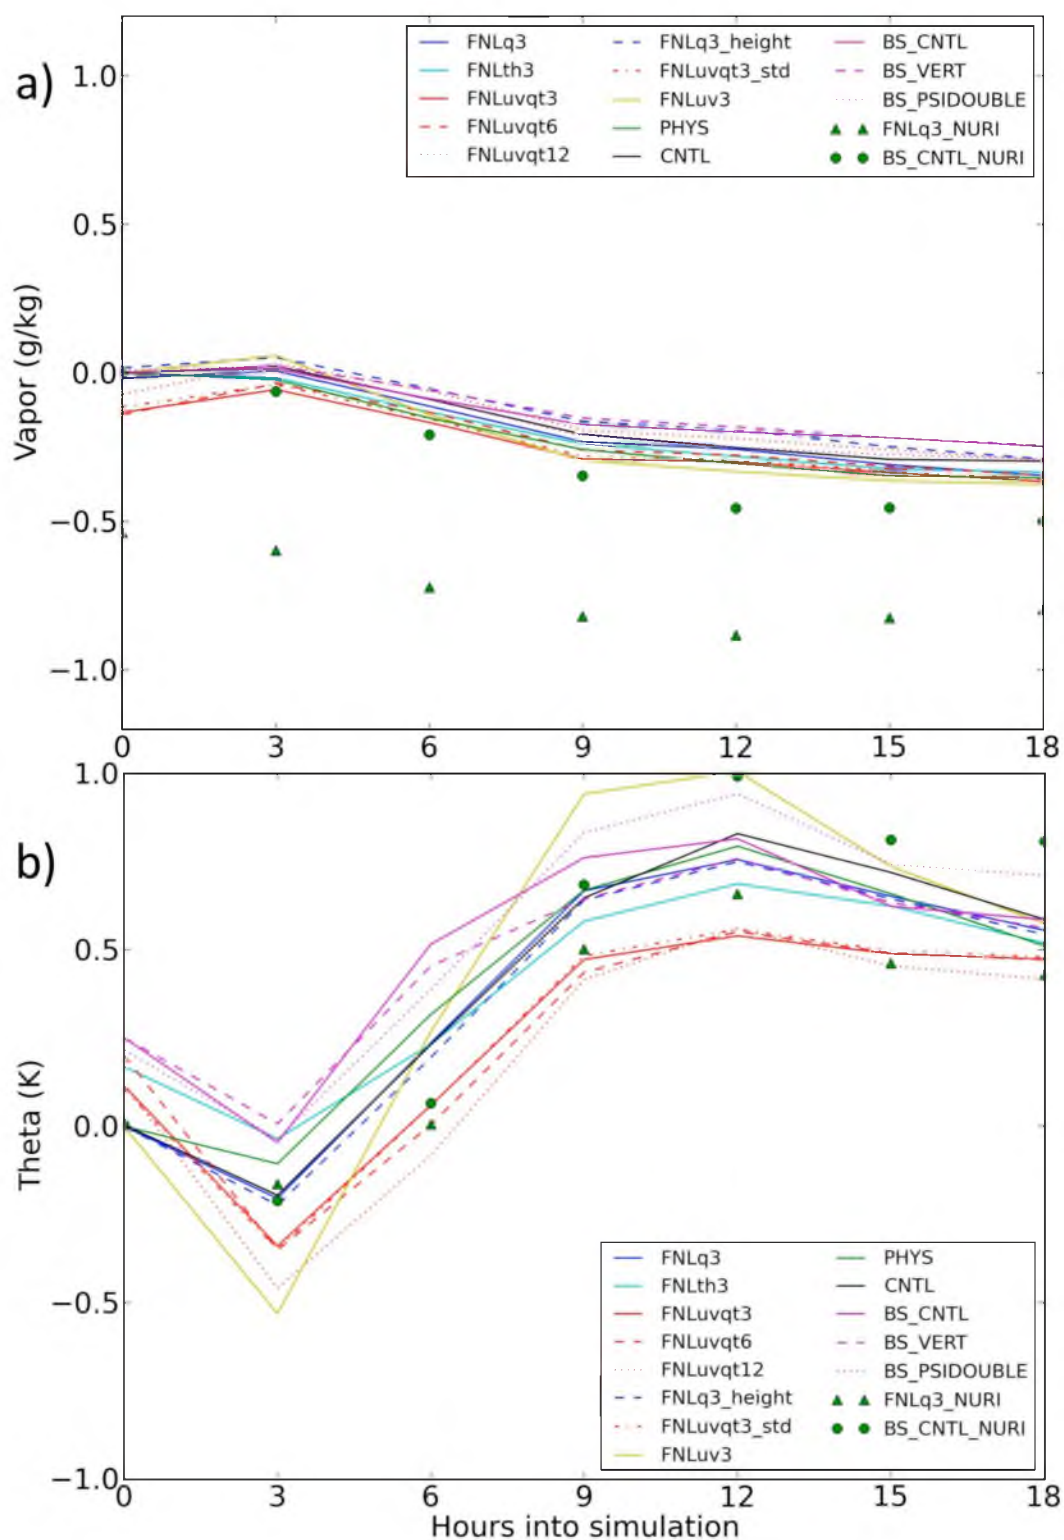 a)
FNLq3 FNLq3_height BS_CNTL
FNLth3 FNLuvqt3_std BS_VERT
FNLuvqt3 FNLuv3 BS_PSIDOUBLE
FNLuvqt6 PHYS FNLq3_NURI
FNLuvqt12 CNTL BS_CNTL_NURI
1.0
0.5
0.0
−0.5
−1.0
Vapor (g/kg)
0 3 6 9 12 15 18
b)
1.0
0.5
0.0
−0.5
−1.0
Theta (K)
FNLq3 PHYS
FNLth3 CNTL
FNLuvqt3 BS_CNTL
FNLuvqt6 BS_VERT
FNLuvqt12 BS_PSIDOUBLE
FNLq3_height FNLq3_NURI
FNLuvqt3_std BS_CNTL_NURI
FNLuv3
0 3 6 9 12 15 18
Hours into simulation